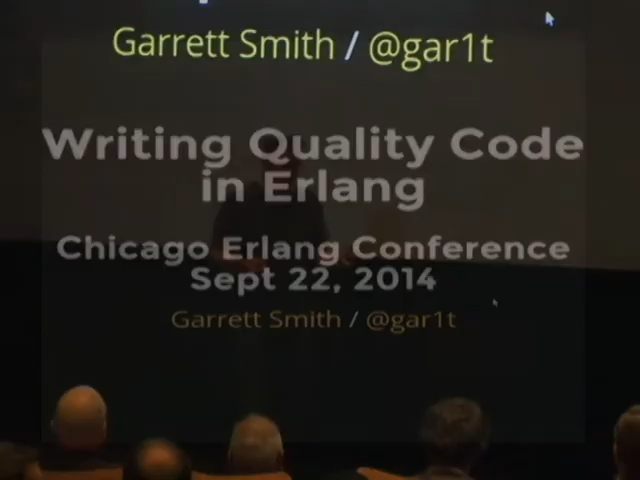 Garrett Smith / @gar1t
Writing Quality Code
in Erlang
Chicago Erlang Conference
Sept 22, 2014
Garrett Smith / @gar1t